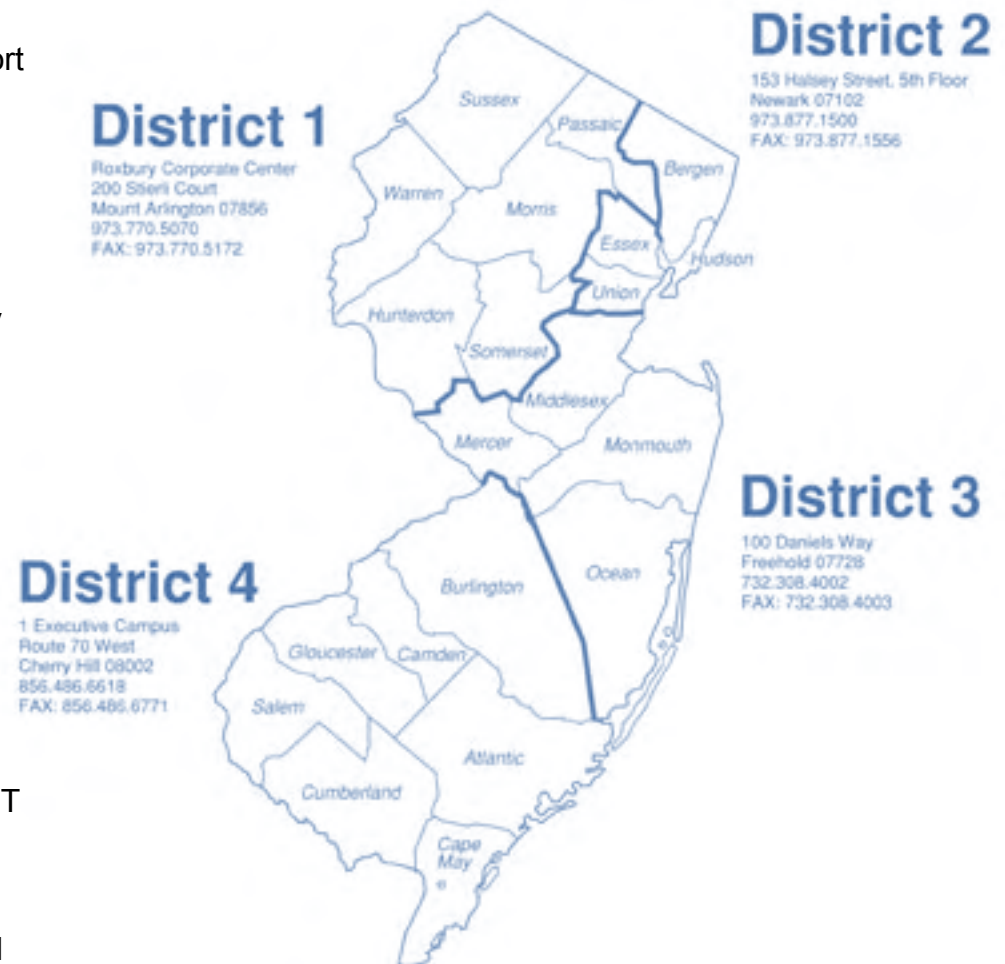 ort
District 1
Roxbury Corporate Center
200 Stierli Court
Mount Arlington 07856
973.770.5070
FAX: 973.770.5172
District 2
153 Halsey Street, 5th Floor
Newark 07102
973.877.1500
FAX: 973.877.1556
Sussex
Passaic
Bergen
Warren
Morris
Essex
Hudson
Union
Hunterdon
Somerset
Middlesex
Mercer
Monmouth
District 3
100 Daniels Way
Freehold 07728
732.308.4002
FAX: 732.308.4003
District 4
1 Executive Campus
Route 70 West
Cherry Hill 08002
856.486.6618
FAX: 856.486.6771
Burlington
Ocean
Gloucester
Camden
Salem
Atlantic
Cumberland
T
Cape
May